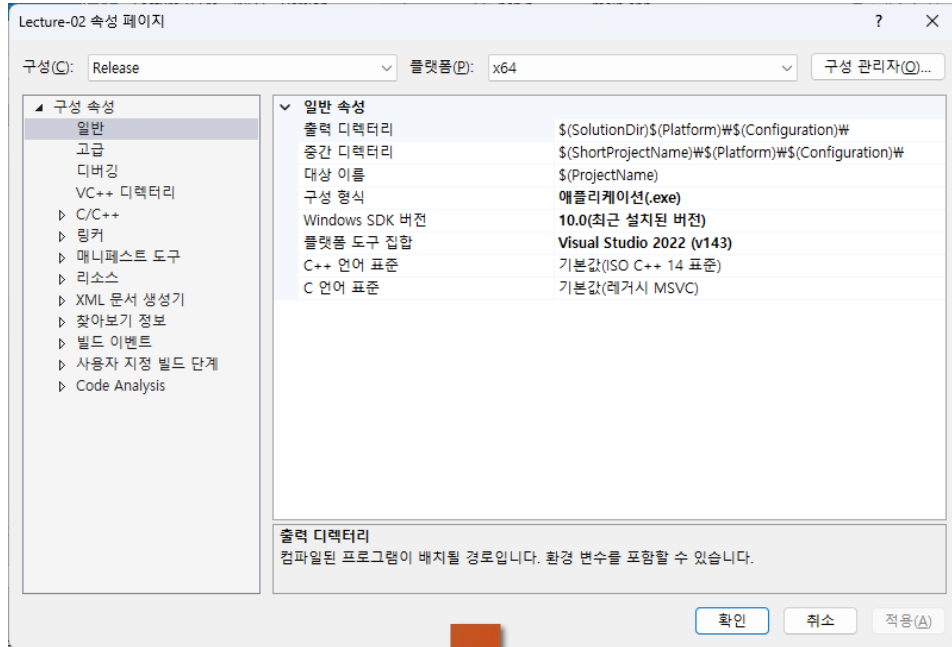 Lecture-02 속성 페이지
구성(C): Release 플랫폼(P): x64 구성 관리자(O)...
구성 속성
일반
고급
디버깅
VC++ 디렉터리
C/C++
링커
매니페스트 도구
리소스
XML 문서 생성기
찾아보기 정보
빌드 이벤트
사용자 지정 빌드 단계
Code Analysis
일반 속성
출력 디렉터리 $(SolutionDir)$(Platform)₩$(Configuration)₩
중간 디렉터리 $(ShortProjectName)₩$(Platform)₩$(Configuration)₩
대상 이름 $(ProjectName)
구성 형식 애플리케이션(.exe)
Windows SDK 버전 10.0(최근 설치된 버전)
플랫폼 도구 집합 Visual Studio 2022 (v143)
C++ 언어 표준 기본값(ISO C++ 14 표준)
C 언어 표준 기본값(레거시 MSVC)
출력 디렉터리
컴파일된 프로그램이 배치될 경로입니다. 환경 변수를 포함할 수 있습니다.
확인 취소 적용(A)